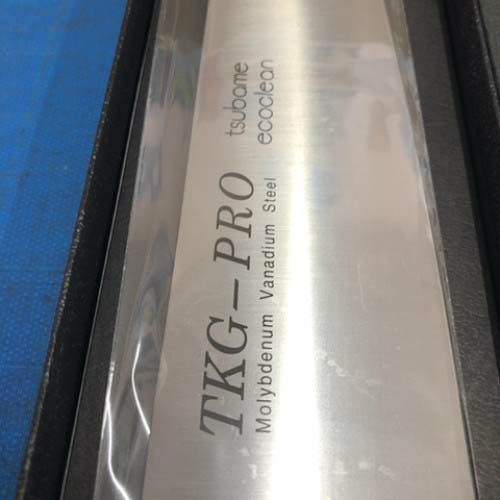 TKG-PRO
Molybdenum Vanadium Steel
tsubame
ecoclean